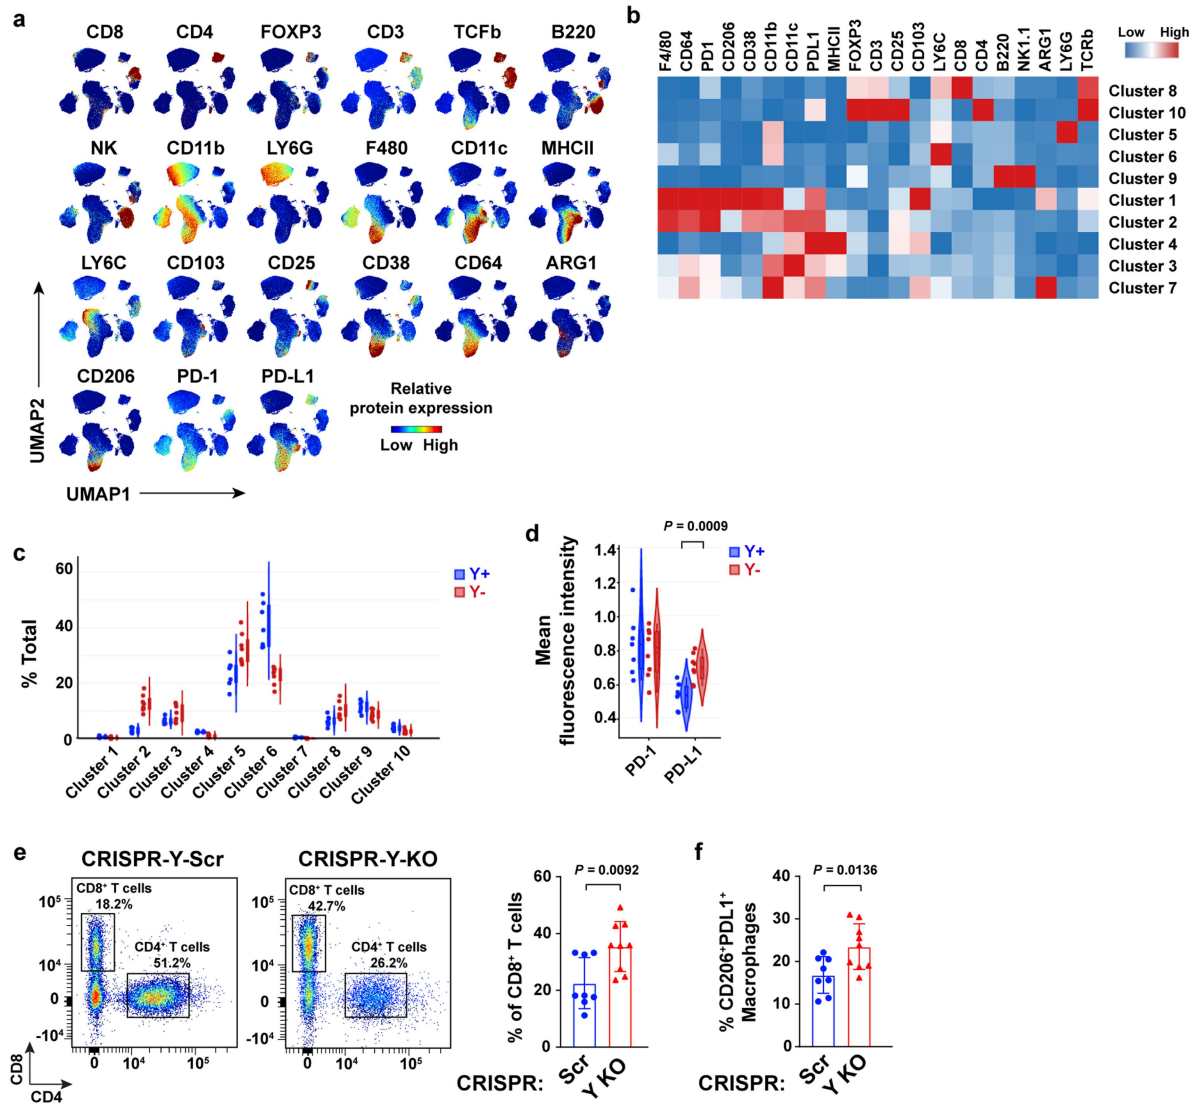 a
CD8 CD4 FOXP3 CD3 TCFb B220
NK CD11b LY6G F480 CD11c MHCII
LY6C CD103 CD25 CD38 CD64 ARG1
CD206 PD-1 PD-L1
Relative
protein expression
Low High
UMAP2
UMAP1
b
F4/80 CD64 PD1 CD206 CD38 CD11b CD11c PDL1 MHCII FOXP3 CD3 CD25 CD103 LY6C CD8 CD4 B220 NK1.1 ARG1 LY6G TCRb
Low High
Cluster 8
Cluster 10
Cluster 5
Cluster 6
Cluster 9
Cluster 1
Cluster 2
Cluster 4
Cluster 3
Cluster 7
c
% Total
60
40
20
0
Y+
Y-
Cluster 1 Cluster 2 Cluster 3 Cluster 4 Cluster 5 Cluster 6 Cluster 7 Cluster 8 Cluster 9 Cluster 10
d
P = 0.0009
Mean
fluorescence intensity
1.4
1.2
1.0
0.8
0.6
0.4
Y+
Y-
PD-1 PD-L1
e
CRISPR-Y-Scr
CD8⁺ T cells
18.2%
CD4⁺ T cells
51.2%
10⁵
10⁴
0
-10⁴
0 10⁴ 10⁵
CD8
CD4
CRISPR-Y-KO
CD8⁺ T cells
42.7%
CD4⁺ T cells
26.2%
10⁵
10⁴
0
-10⁴
0 10⁴ 10⁵
P = 0.0092
% of CD8⁺ T cells
60
40
20
0
CRISPR: Scr Y KO
f
P = 0.0136
% CD206⁺PDL1⁺
Macrophages
40
30
20
10
0
CRISPR: Scr Y KO